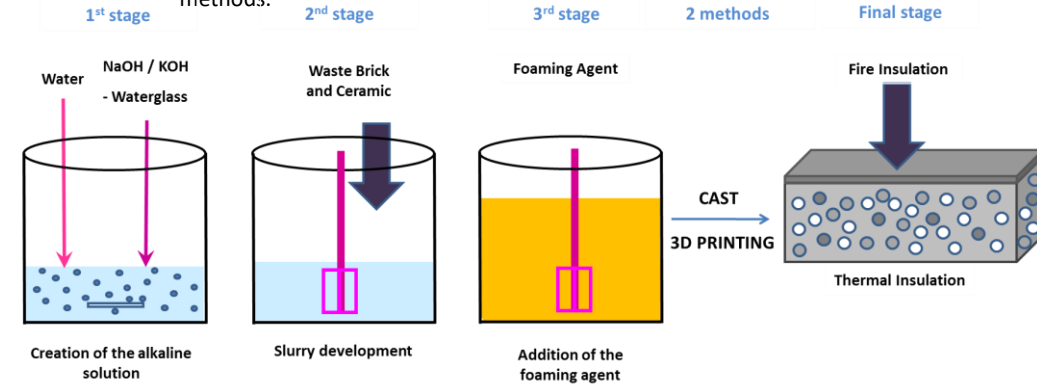 methods.
1st stage
2nd stage
3rd stage
2 methods
Final stage
Water
NaOH / KOH
- Waterglass
Waste Brick
and Ceramic
Foaming Agent
Fire Insulation
CAST
3D PRINTING
Thermal Insulation
Creation of the alkaline
solution
Slurry development
Addition of the
foaming agent